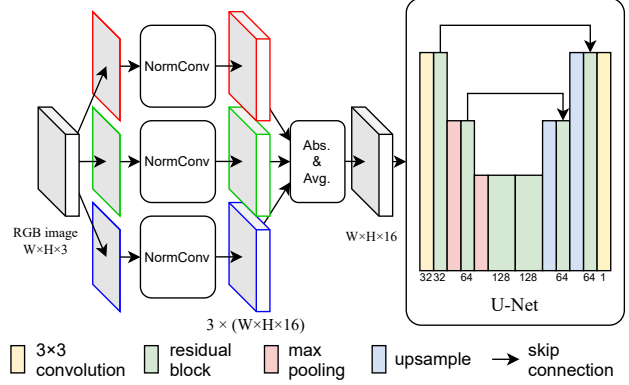 NormConv
NormConv
NormConv
Abs.
&
Avg.
RGB image
W×H×3
W×H×16
3 × (W×H×16)
32 32 64 128 128 64 64 1
U-Net
3×3
convolution
residual
block
max
pooling
upsample
skip
connection